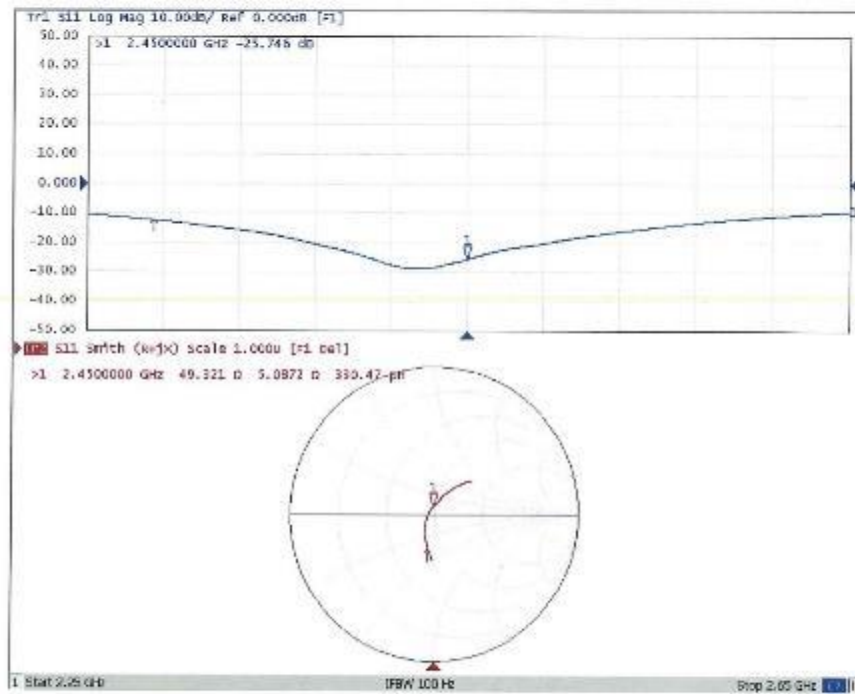 Tr1 S11 Log Mag 10.00dB/ Ref 0.000dB [F1]
50.00
>1 2.4500000 GHz -25.746 dB
40.00
30.00
20.00
10.00
0.000
-10.00
-20.00
-30.00
-40.00
-50.00
S11 Smith (R+jX) Scale 1.000U [F1 Del]
>1 2.4500000 GHz 49.321 Ω 5.0872 Ω 330.47 pH
1 Start 2.25 GHz
IFBW 100 Hz
Stop 2.65 GHz